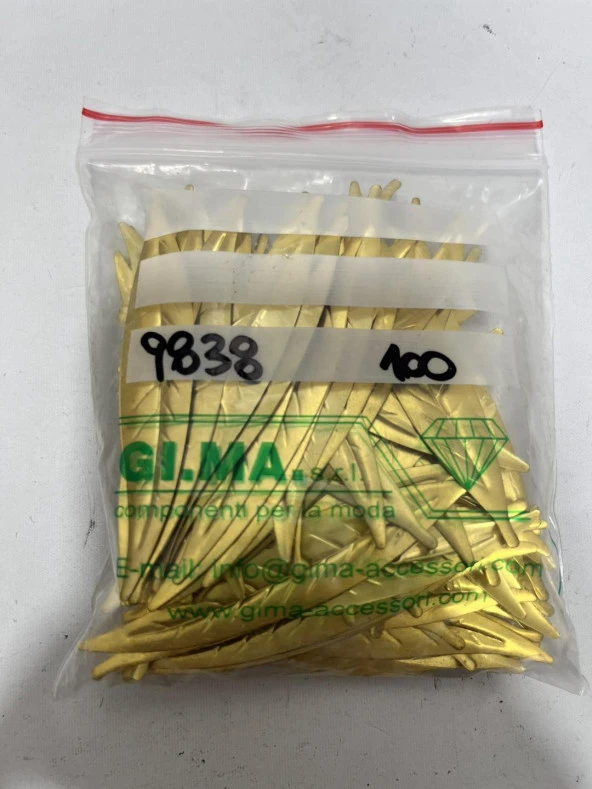 9838 100
GI.MA. s.r.l.
componenti per la moda
E-mail: info@gima-accessori.com
www.gima-accessori.com